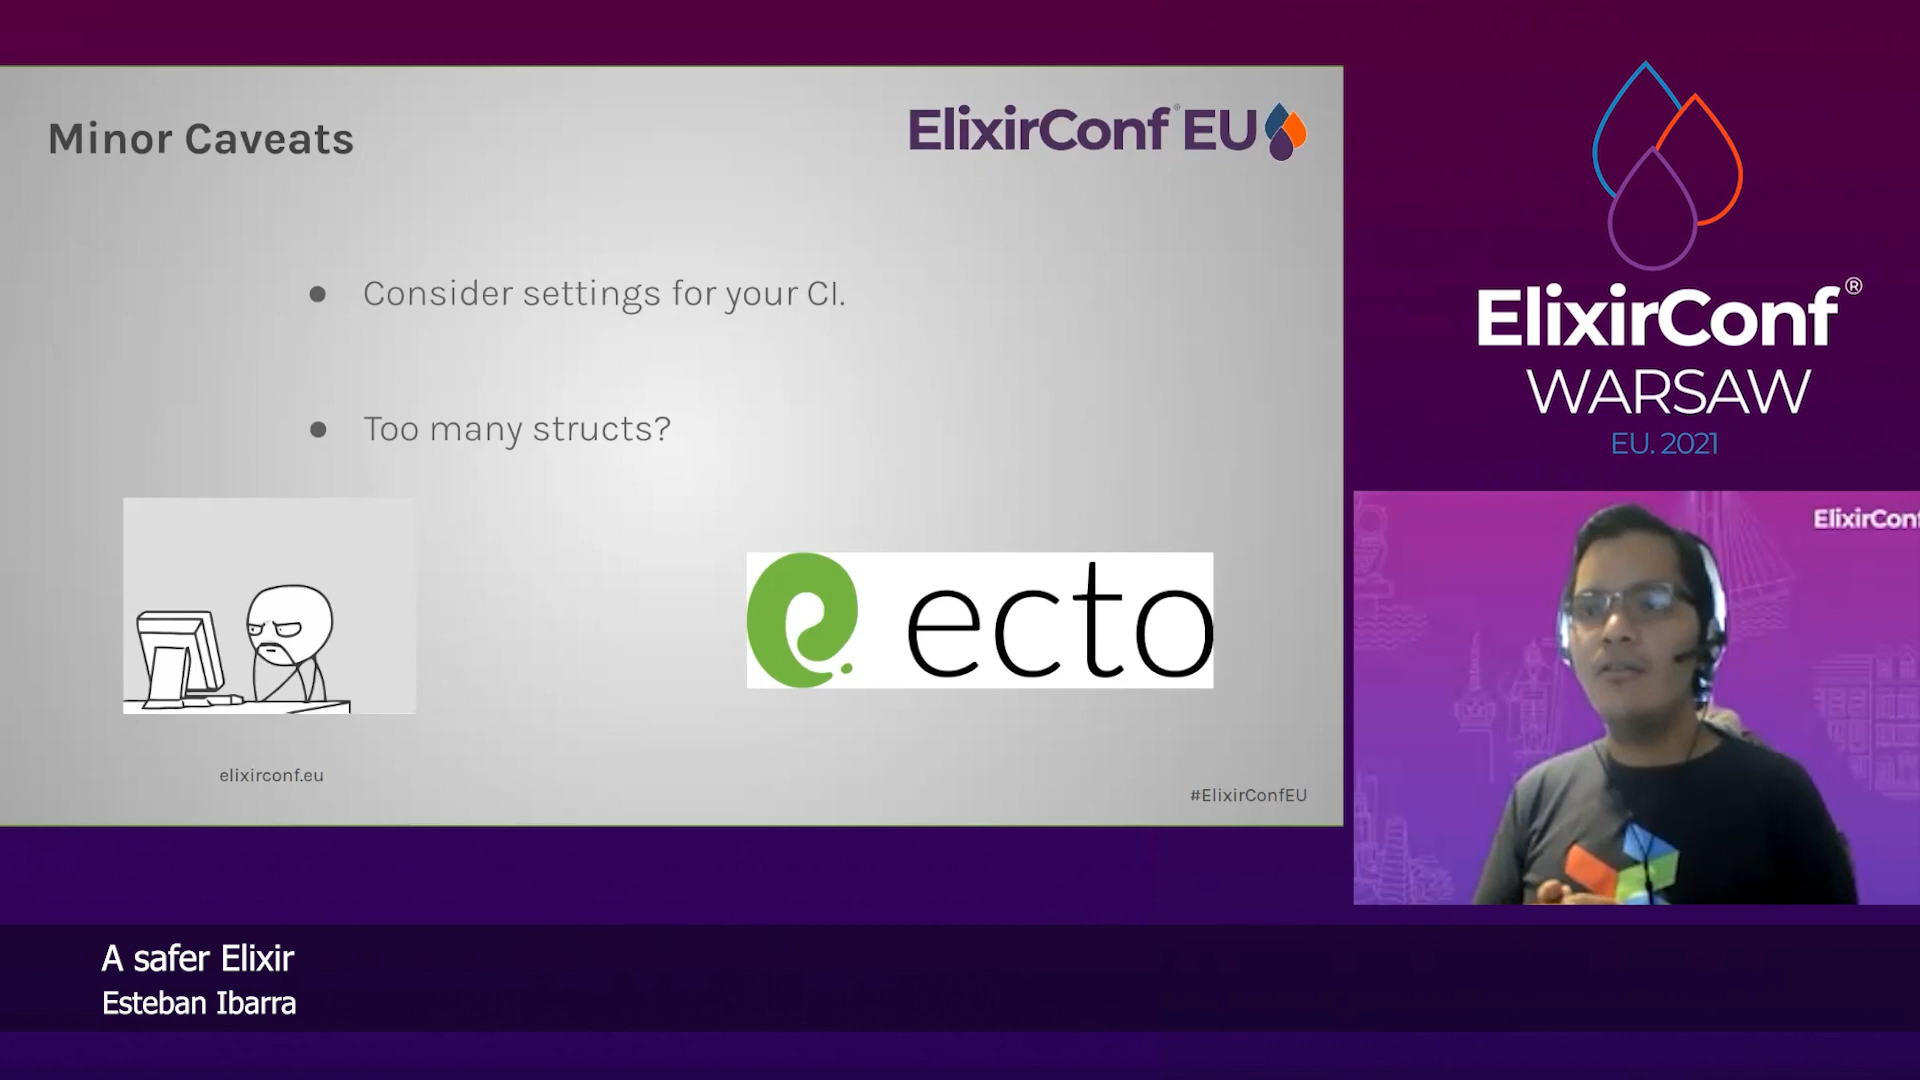 Minor Caveats
ElixirConf® EU
● Consider settings for your CI.
● Too many structs?
ecto
elixirconf.eu
#ElixirConfEU
ElixirConf®
WARSAW
EU. 2021
ElixirConf
A safer Elixir
Esteban Ibarra